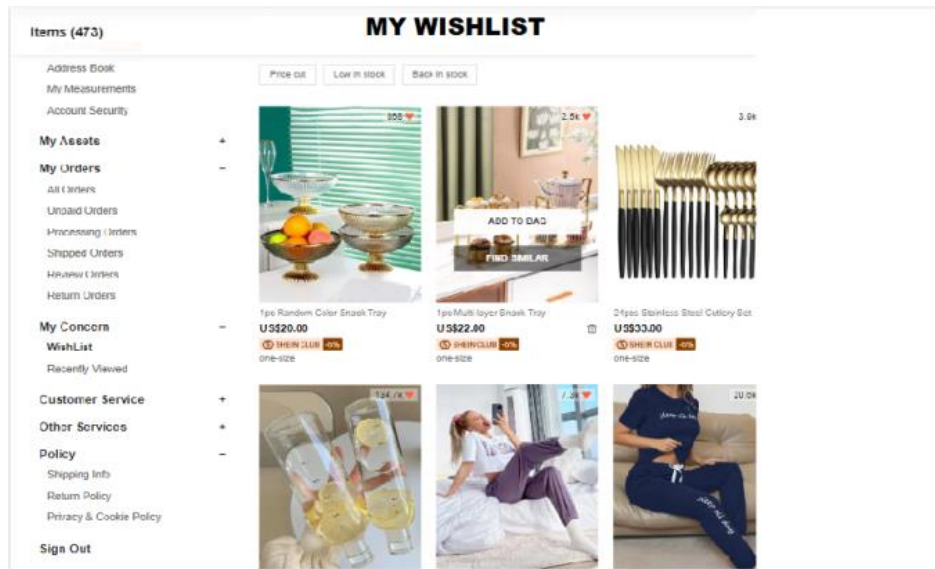 MY WISHLIST
Items (473)
Address Book
My Measurements
Account Security
My Assets +
My Orders –
All Orders
Unpaid Orders
Processing Orders
Shipped Orders
Review Orders
Return Orders
My Concern –
WishList
Recently Viewed
Customer Service +
Other Services +
Policy –
Shipping Info
Return Policy
Privacy & Cookie Policy
Sign Out
Price cut
Low in stock
Back in stock
2.5k
ADD TO BAG
FIND SIMILAR
1pc Random Color Snack Tray
US$20.00
SHEIN CLUB -5%
one-size
1pc Multi layer Snack Tray
US$22.00
SHEIN CLUB -5%
one-size
24pcs Stainless Steel Cutlery Set
US$33.00
SHEIN CLUB -5%
one-size
7.3k